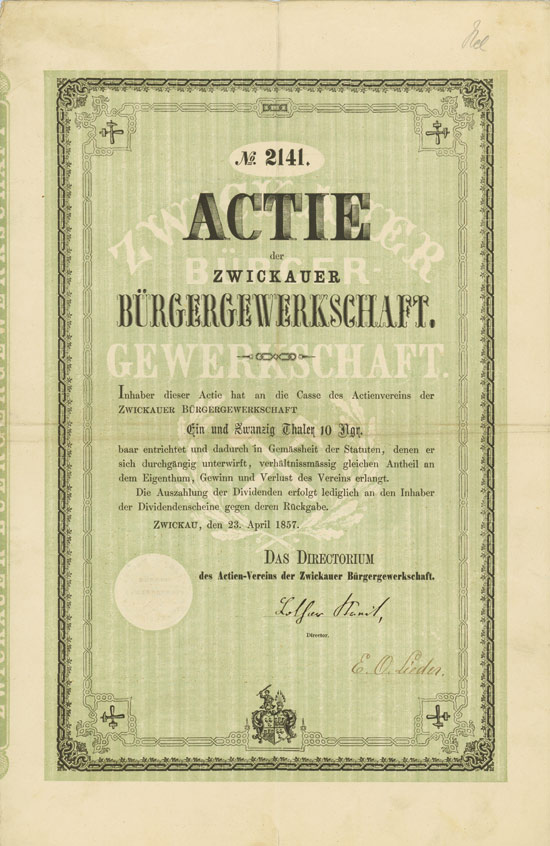 № 2141.
ZWICKAUER
BÜRGER-
GEWERKSCHAFT.
ACTIE
der
ZWICKAUER
BÜRGERGEWERKSCHAFT.
Inhaber dieser Actie hat an die Casse des Actienvereins der
ZWICKAUER BÜRGERGEWERKSCHAFT
Ein und Zwanzig Thaler 10 Ngr.
baar entrichtet und dadurch in Gemässheit der Statuten, denen er
sich durchgängig unterwirft, verhältnissmässig gleichen Antheil an
dem Eigenthum, Gewinn und Verlust des Vereins erlangt.
Die Auszahlung der Dividenden erfolgt lediglich an den Inhaber
der Dividendenscheine gegen deren Rückgabe.
ZWICKAU, den 23. April 1857.
DAS DIRECTORIUM
des Actien-Vereins der Zwickauer Bürgergewerkschaft.
Director.
E. O. Lieder.